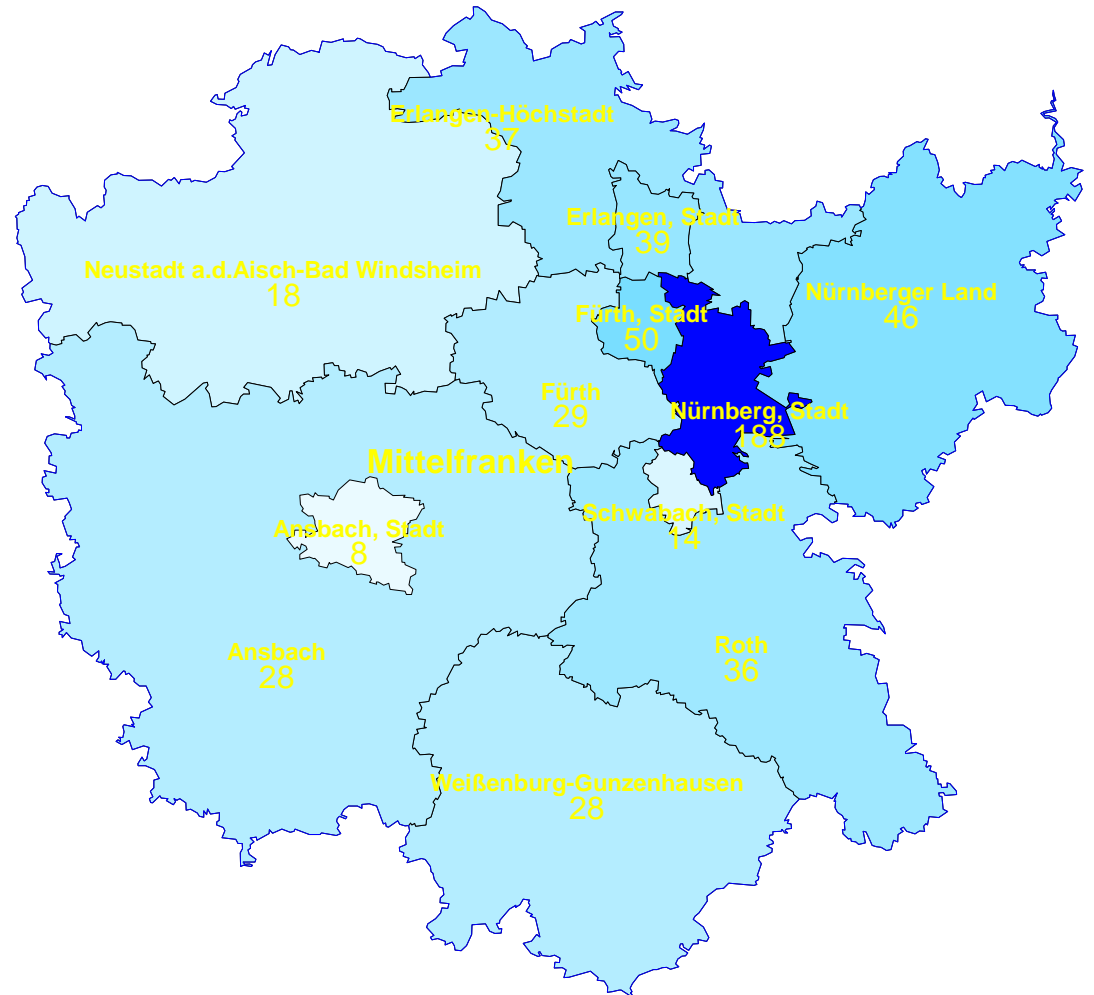 Erlangen-Höchstadt
37
Erlangen, Stadt
39
Neustadt a.d.Aisch-Bad Windsheim
18
Nürnberger Land
46
Fürth, Stadt
50
Fürth
29
Nürnberg, Stadt
188
Mittelfranken
Schwabach, Stadt
14
Ansbach, Stadt
8
Roth
36
Ansbach
28
Weißenburg-Gunzenhausen
28